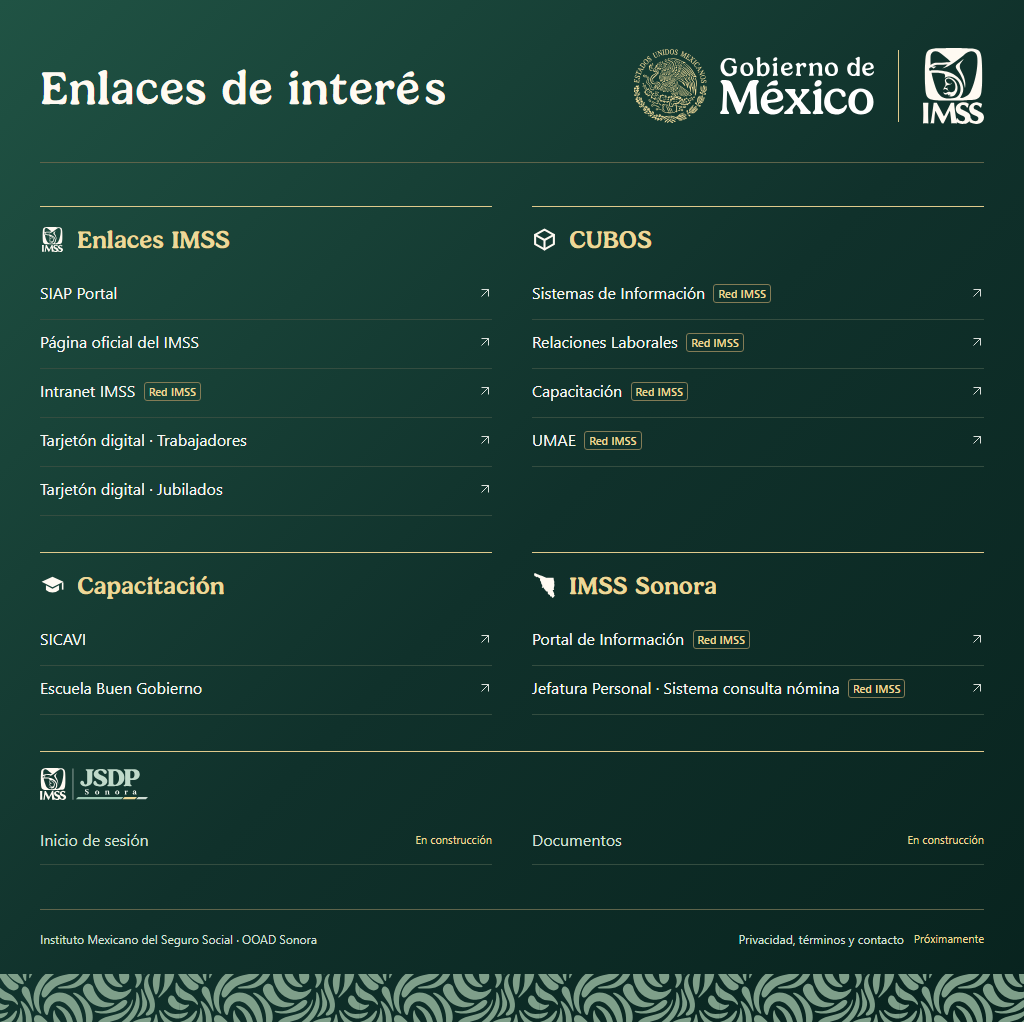 Enlaces de interés
ESTADOS UNIDOS MEXICANOS
Gobierno de
México
IMSS
IMSS
Enlaces IMSS
SIAP Portal
Página oficial del IMSS
Intranet IMSS Red IMSS
Tarjetón digital · Trabajadores
Tarjetón digital · Jubilados
CUBOS
Sistemas de Información Red IMSS
Relaciones Laborales Red IMSS
Capacitación Red IMSS
UMAE Red IMSS
Capacitación
SICAVI
Escuela Buen Gobierno
IMSS Sonora
Portal de Información Red IMSS
Jefatura Personal · Sistema consulta nómina Red IMSS
IMSS
JSDP
Sonora
Inicio de sesión En construcción
Documentos En construcción
Instituto Mexicano del Seguro Social · OOAD Sonora
Privacidad, términos y contacto Próximamente